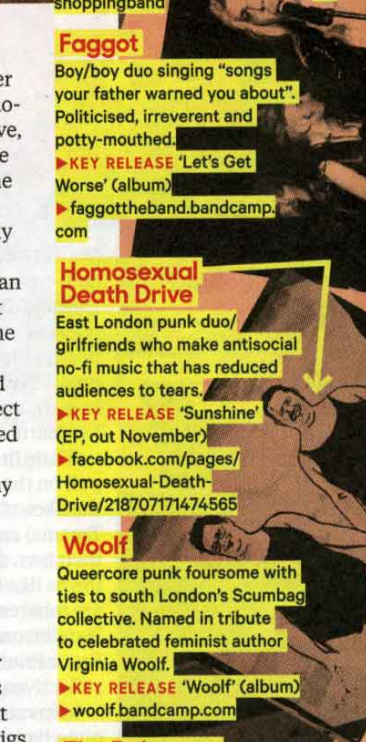 shoppingband
Faggot
Boy/boy duo singing “songs
your father warned you about”.
Politicised, irreverent and
potty-mouthed.
▶KEY RELEASE ‘Let’s Get
Worse’ (album)
▶faggottheband.bandcamp.
com
Homosexual
Death Drive
East London punk duo/
girlfriends who make antisocial
no-fi music that has reduced
audiences to tears.
▶KEY RELEASE ‘Sunshine’
(EP, out November)
▶facebook.com/pages/
Homosexual-Death-
Drive/218707171474565
Woolf
Queercore punk foursome with
ties to south London’s Scumbag
collective. Named in tribute
to celebrated feminist author
Virginia Woolf.
▶KEY RELEASE ‘Woolf’ (album)
▶woolf.bandcamp.com